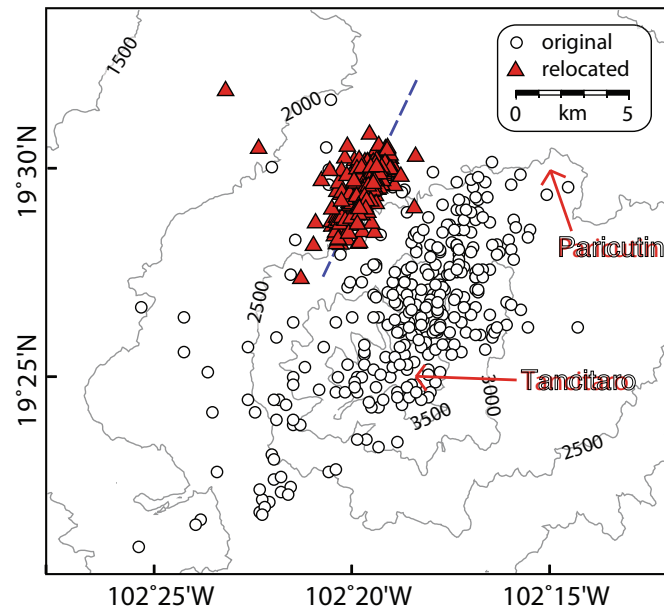 1500
original
relocated
0 km 5
2000
19˚30'N
Paricutin
2500
19˚25'N
Tancitaro
3000
3500
2500
102˚25'W 102˚20'W 102˚15'W